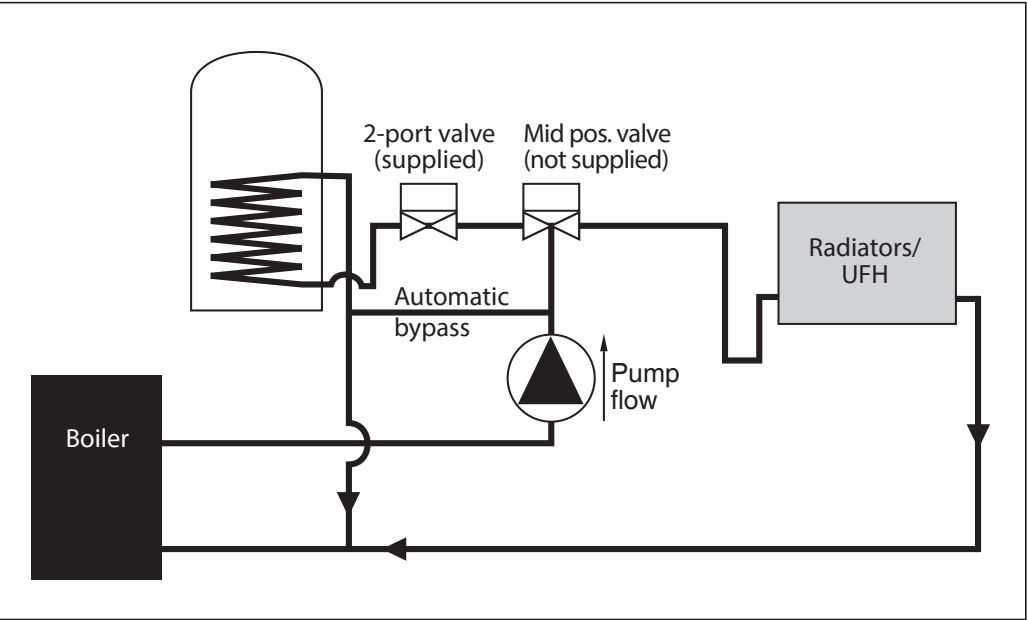 2-port valve
(supplied)
Mid pos. valve
(not supplied)
Radiators/
UFH
Automatic
bypass
Pump
flow
Boiler